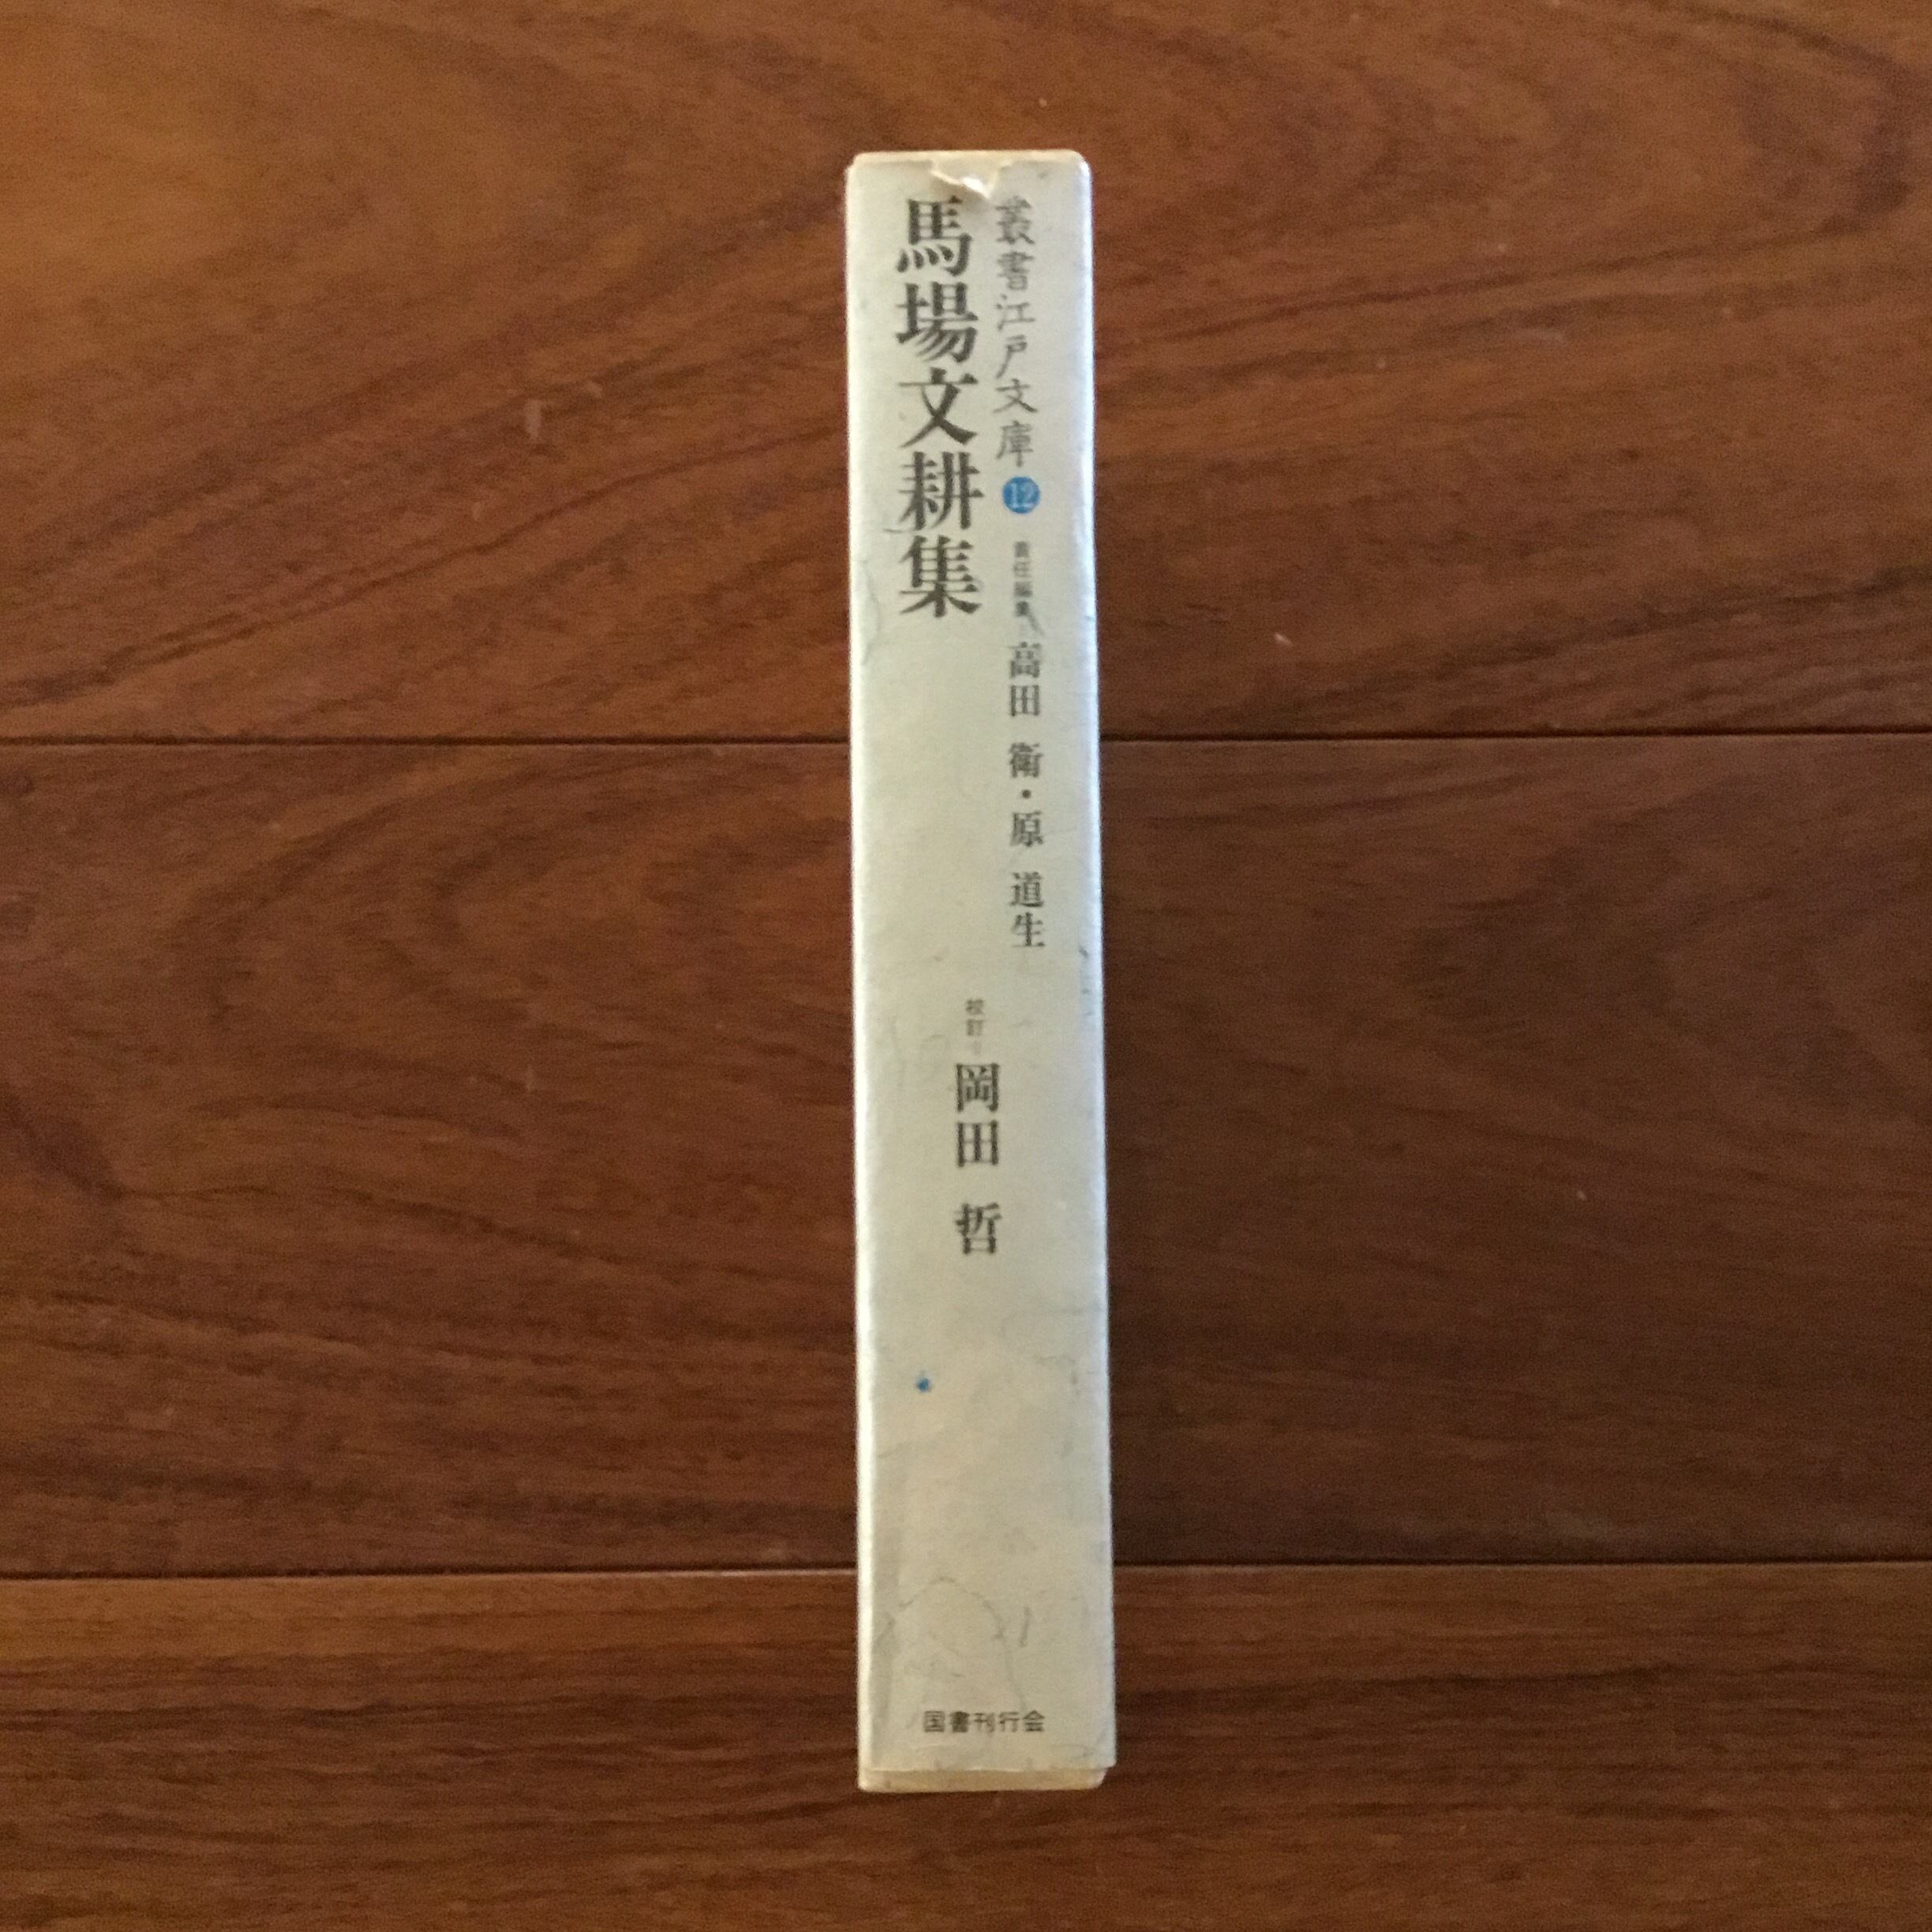 叢書江戸文庫 12 責任編集 高田 衛・原 道生
馬場文耕集
校訂 岡田 哲
国書刊行会